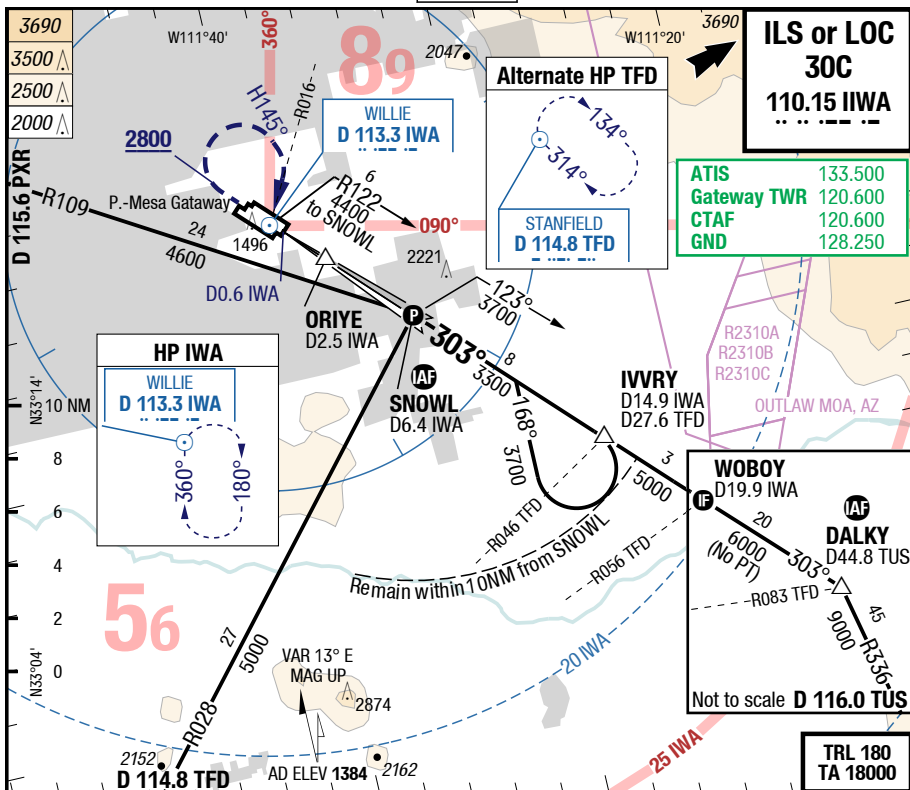 3690
3500
2500
2000
W111°40'
360°
89
2047
W111°20'
3690
ILS or LOC
30C
110.15 IIWA
Alternate HP TFD
134°
314°
STANFIELD
D 114.8 TFD
H145°
R016
WILLIE
D 113.3 IWA
2800
ATIS 133.500
Gateway TWR 120.600
CTAF 120.600
GND 128.250
D 115.6 PXR
R109
24
4600
P.-Mesa Gataway
1496
6
R122
4400
to SNOWL
090°
2221
D0.6 IWA
ORIYE
D2.5 IWA
123°
3700
P
303°
8
3300
R2310A
R2310B
R2310C
OUTLAW MOA, AZ
HP IWA
WILLIE
D 113.3 IWA
360°
180°
IAF
SNOWL
D6.4 IWA
IVVRY
D14.9 IWA
D27.6 TFD
168°
3700
3
5000
N33°14'
10 NM
8
6
4
2
0
N33°04'
R046 TFD
R056 TFD
Remain within 10NM from SNOWL
WOBOY
D19.9 IWA
IF
IAF
DALKY
D44.8 TUS
20
6000
(No PT)
303°
R083 TFD
45
9000
R336
Not to scale D 116.0 TUS
56
27
5000
R028
VAR 13° E
MAG UP
2874
20 IWA
25 IWA
2152
D 114.8 TFD
AD ELEV 1384
2162
TRL 180
TA 18000